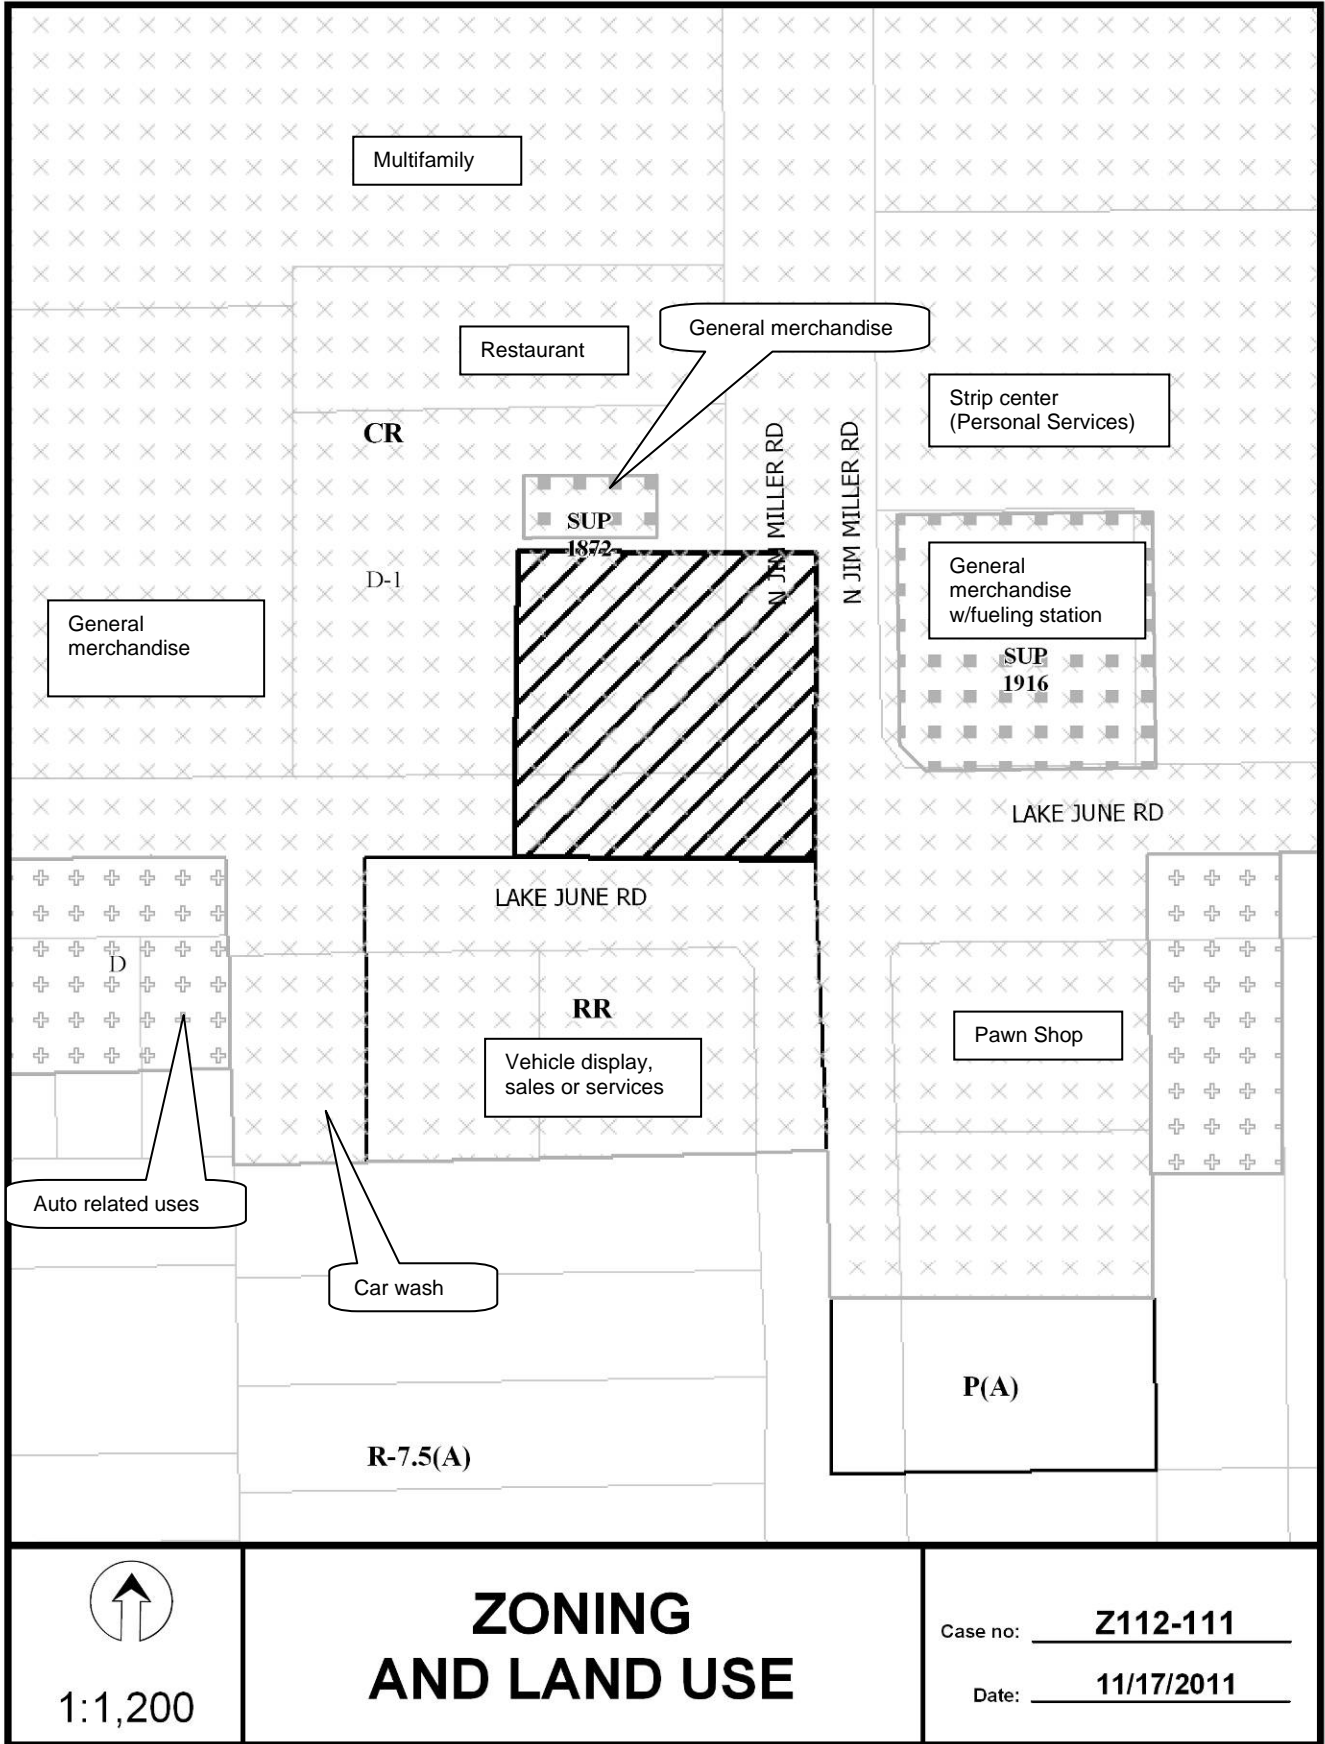 Multifamily
General merchandise
Restaurant
Strip center
(Personal Services)
CR
N JIM MILLER RD
N JIM MILLER RD
SUP
1872
D-1
General
merchandise
w/fueling station
General
merchandise
SUP
1916
LAKE JUNE RD
LAKE JUNE RD
D
RR
Pawn Shop
Vehicle display,
sales or services
Auto related uses
Car wash
P(A)
R-7.5(A)
1:1,200
ZONING
AND LAND USE
Case no: Z112-111
Date: 11/17/2011